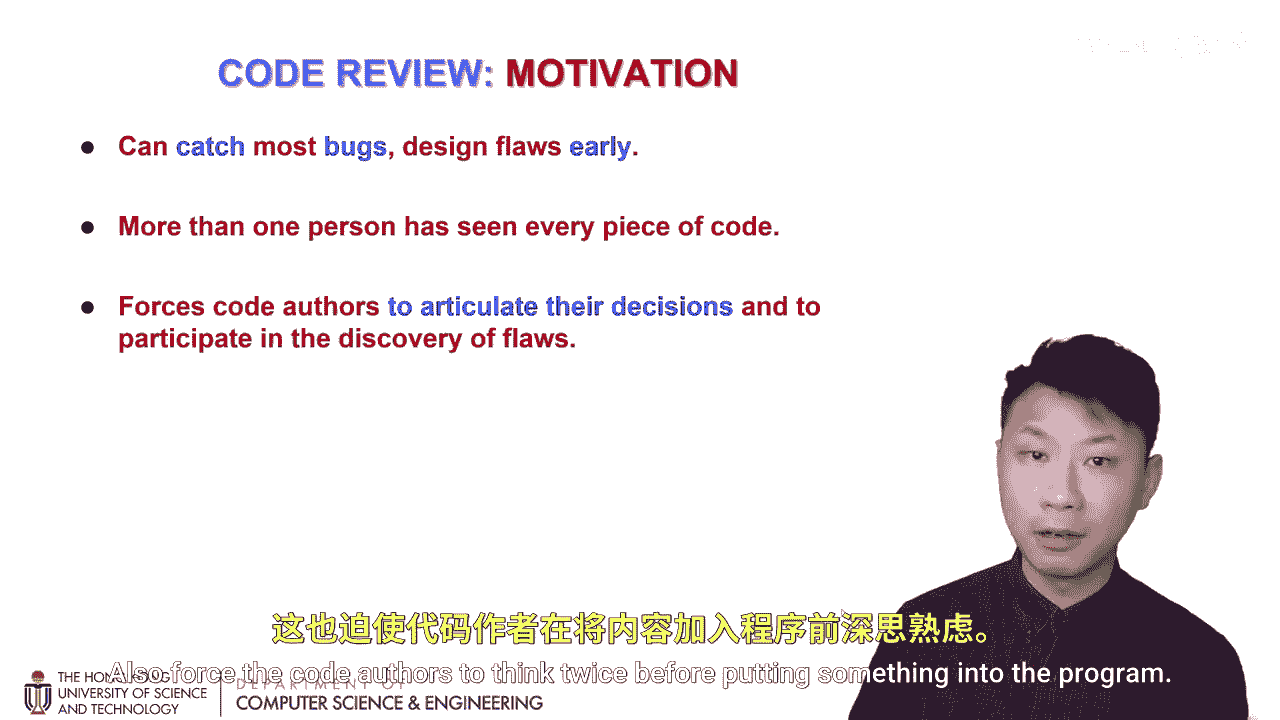 CODE REVIEW: MOTIVATION
● Can catch most bugs, design flaws early.
● More than one person has seen every piece of code.
● Forces code authors to articulate their decisions and to
participate in the discovery of flaws.
这也迫使代码作者在将内容加入程序前深思熟虑。
Also force the code authors to think twice before putting something into the program.
THE HONG KONG
UNIVERSITY OF SCIENCE
AND TECHNOLOGY
DEPARTMENT OF
COMPUTER SCIENCE & ENGINEERING